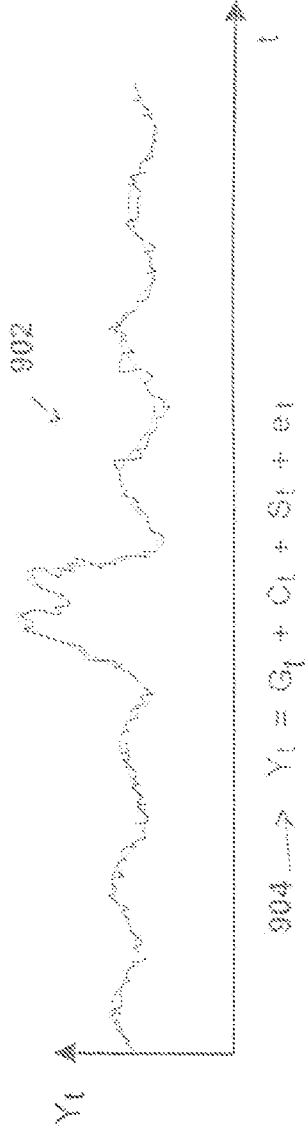 Yt
902
t
904 → Yt = Gt + Ct + St + et